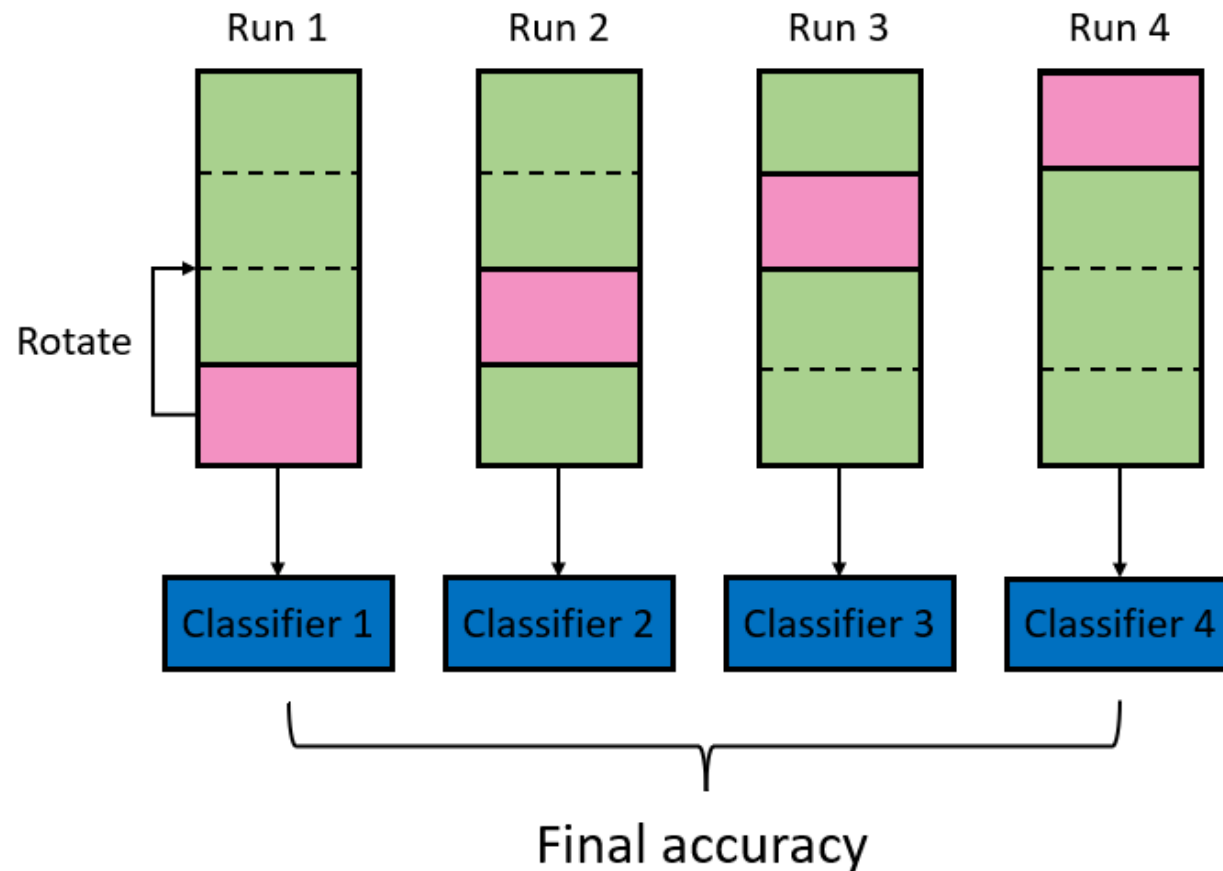 Run 1
Run 2
Run 3
Run 4
Rotate
Classifier 1
Classifier 2
Classifier 3
Classifier 4
Final accuracy